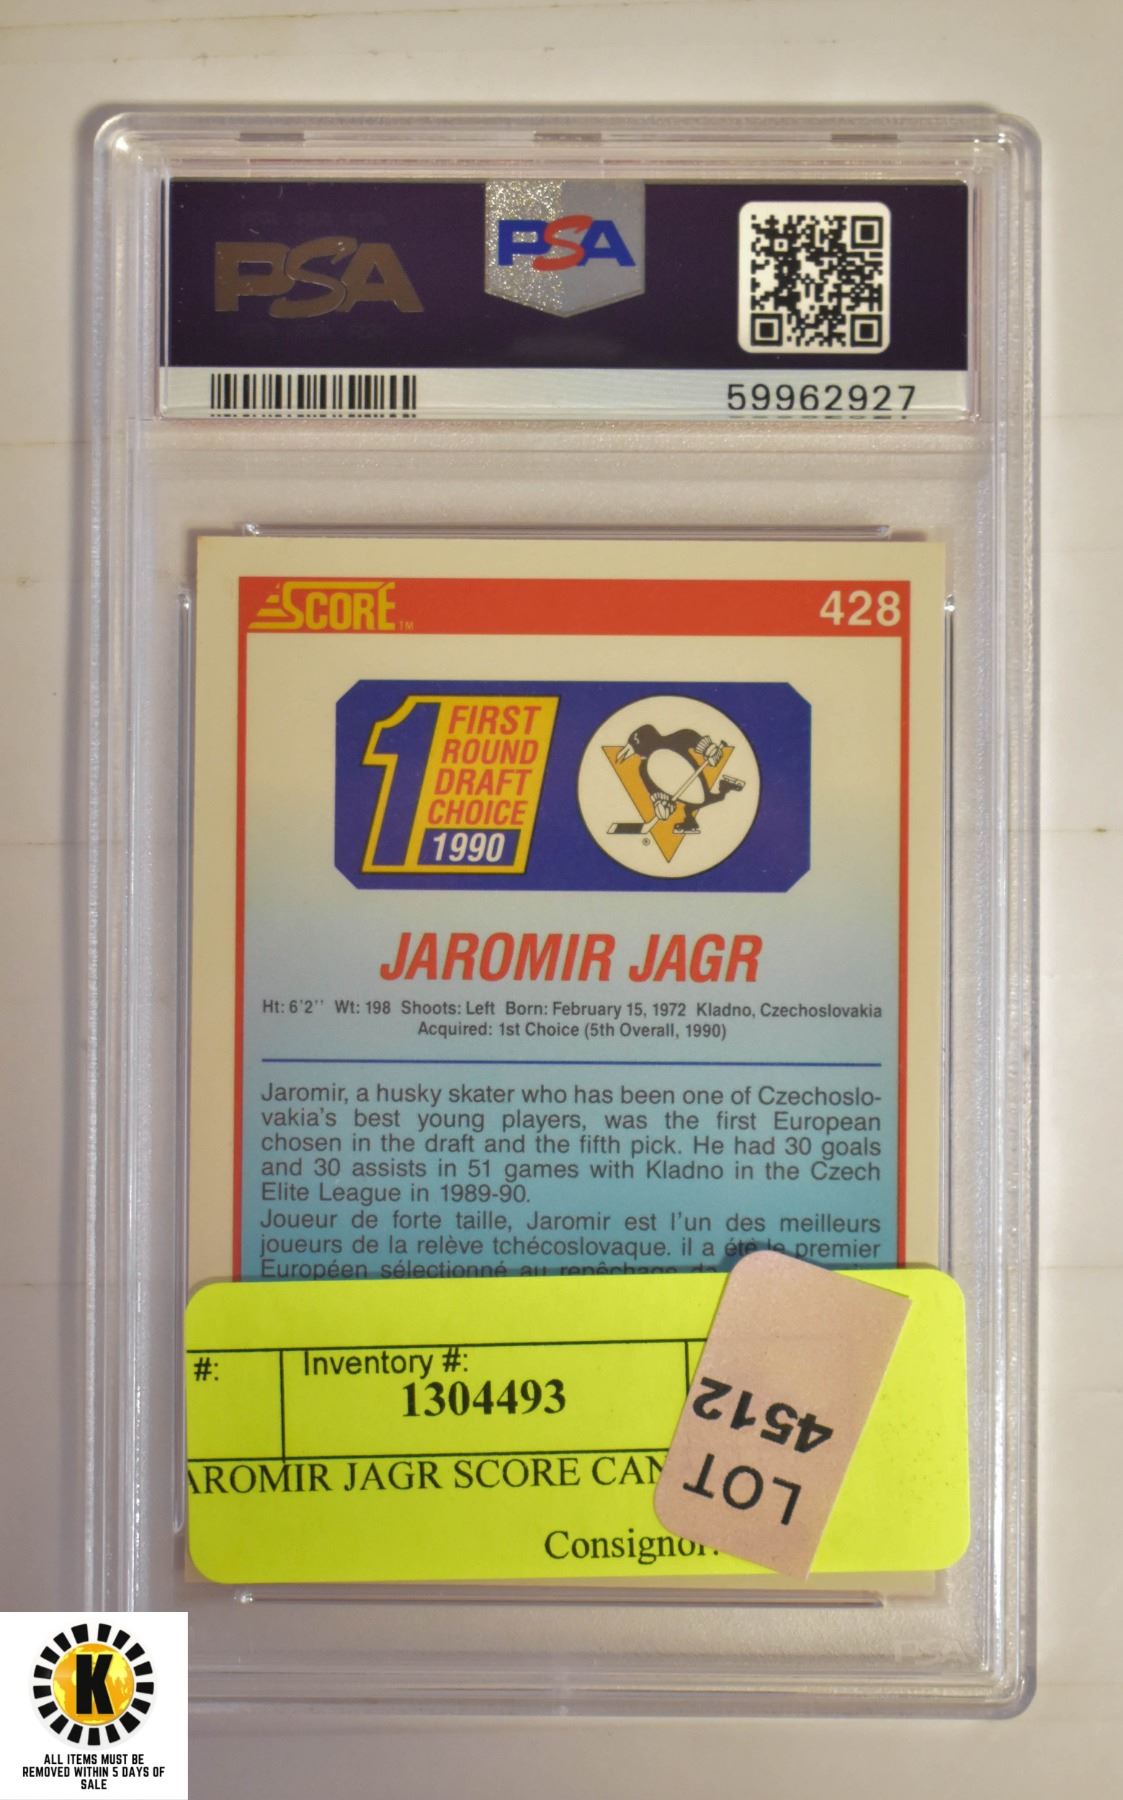 PSA
PSA
59962927
SCORE TM
428
1 FIRST
ROUND
DRAFT
CHOICE
1990
JAROMIR JAGR
Ht: 6'2'' Wt: 198 Shoots: Left Born: February 15, 1972 Kladno, Czechoslovakia
Acquired: 1st Choice (5th Overall, 1990)
Jaromir, a husky skater who has been one of Czechoslo-
vakia's best young players, was the first European
chosen in the draft and the fifth pick. He had 30 goals
and 30 assists in 51 games with Kladno in the Czech
Elite League in 1989-90.
Joueur de forte taille, Jaromir est l'un des meilleurs
joueurs de la relève tchécoslovaque. il a été le premier
Européen sélectionné au repêchage
#:
Inventory #:
1304493
AROMIR JAGR SCORE CAN
Consignor:
LOT
4512
PSA
K
ALL ITEMS MUST BE
REMOVED WITHIN 5 DAYS OF
SALE